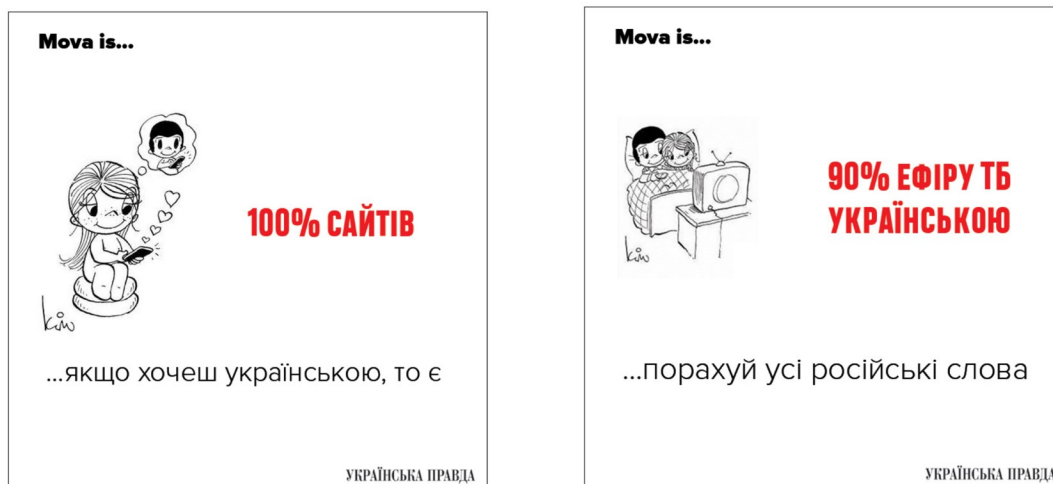 Mova is...
100% САЙТІВ
...якщо хочеш українською, то є
УКРАЇНСЬКА ПРАВДА
Mova is...
90% ЕФІРУ ТБ
УКРАЇНСЬКОЮ
...порахуй усі російські слова
УКРАЇНСЬКА ПРАВДА